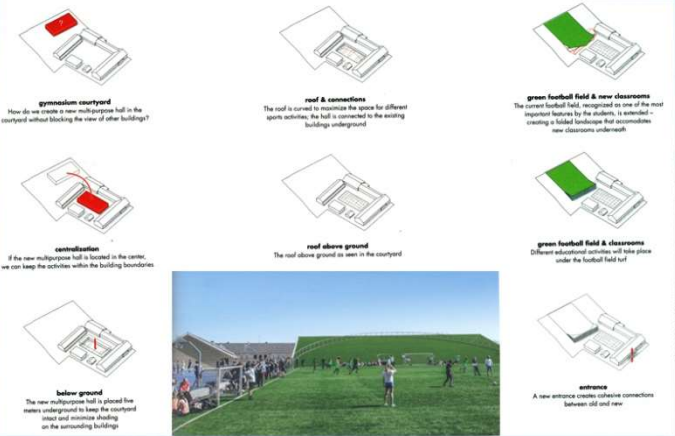 ?
gymnasium courtyard
How do we create a new multi-purpose hall in the
courtyard without blocking the view of other buildings?
centralization
If the new multipurpose hall is located in the center,
we can keep the activities within the building boundaries
below ground
The new multipurpose hall is placed five
meters underground to keep the courtyard
intact and minimize shading
on the surrounding buildings
roof & connections
The roof is curved to maximize the space for different
sports activities; the hall is connected to the existing
buildings underground
roof above ground
The roof above ground as seen in the courtyard
green football field & new classrooms
The current football field, recognized as one of the most
important features by the students, is extended –
creating a folded landscape that accomodates
new classrooms underneath
green football field & classrooms
Different educational activities will take place
under the football field turf
entrance
A new entrance creates cohesive connections
between old and new